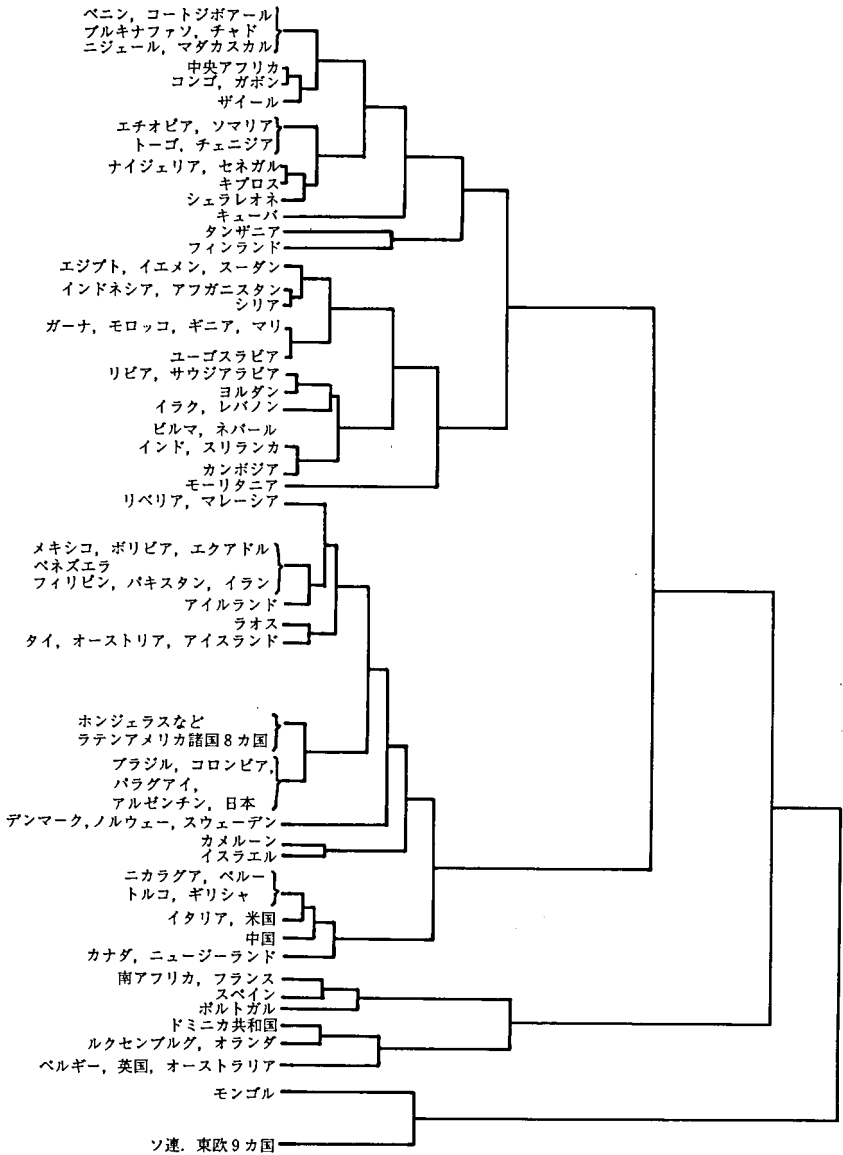 ベニン，コートジボアール
ブルキナファソ，チャド
ニジェール，マダカスカル
中央アフリカ
コンゴ，ガボン
ザイール
エチオピア，ソマリア
トーゴ，チェニジア
ナイジェリア，セネガル
キプロス
シェラレオネ
キューバ
タンザニア
フィンランド
エジプト，イエメン，スーダン
インドネシア，アフガニスタン
シリア
ガーナ，モロッコ，ギニア，マリ
ユーゴスラビア
リビア，サウジアラビア
ヨルダン
イラク，レバノン
ビルマ，ネパール
インド，スリランカ
カンボジア
モーリタニア
リベリア，マレーシア
メキシコ，ボリビア，エクアドル
ベネズエラ
フィリピン，パキスタン，イラン
アイルランド
ラオス
タイ，オーストリア，アイスランド
ホンジェラスなど
ラテンアメリカ諸国8カ国
ブラジル，コロンビア，
パラグアイ，
アルゼンチン，日本
デンマーク,ノルウェー,スウェーデン
カメルーン
イスラエル
ニカラグア，ペルー
トルコ，ギリシャ
イタリア，米国
中国
カナダ，ニュージーランド
南アフリカ，フランス
スペイン
ポルトガル
ドミニカ共和国
ルクセンブルグ，オランダ
ベルギー，英国，オーストラリア
モンゴル
ソ連．東欧9カ国